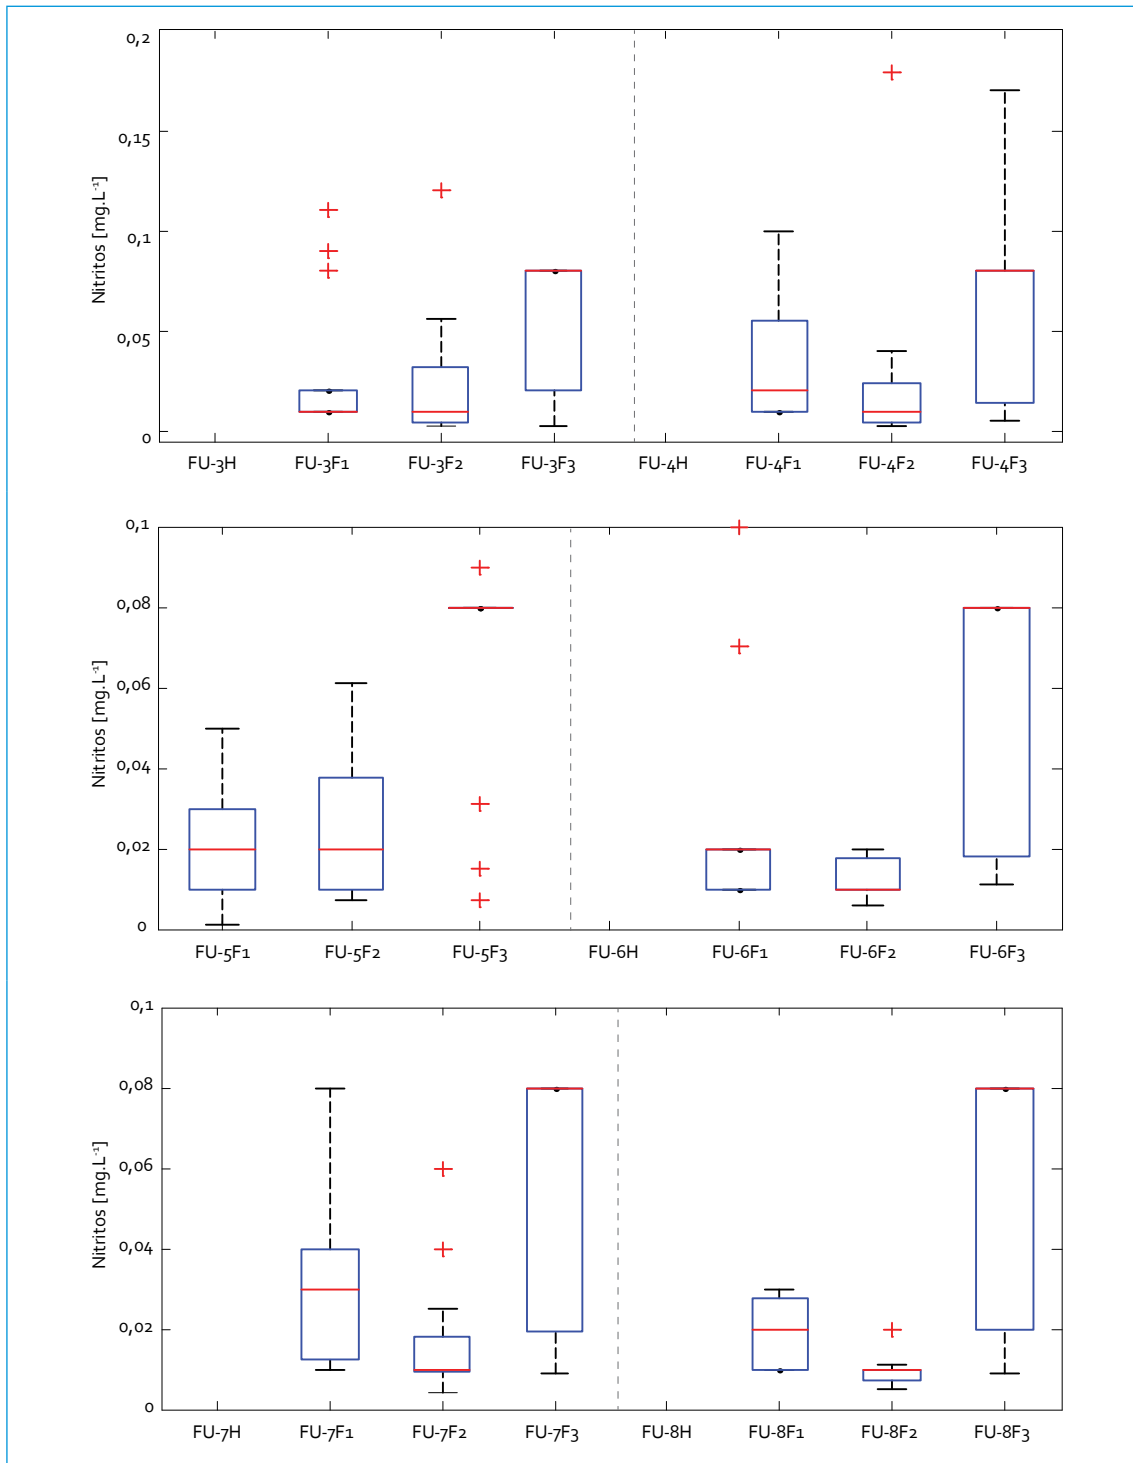 0,2
0,15
0,1
0,05
0
Nitritos [mg.L-1]
FU-3H FU-3F1 FU-3F2 FU-3F3 FU-4H FU-4F1 FU-4F2 FU-4F3
0,1
0,08
0,06
0,04
0,02
0
Nitritos [mg.L-1]
FU-5F1 FU-5F2 FU-5F3 FU-6H FU-6F1 FU-6F2 FU-6F3
0,1
0,08
0,06
0,04
0,02
0
Nitritos [mg.L-1]
FU-7H FU-7F1 FU-7F2 FU-7F3 FU-8H FU-8F1 FU-8F2 FU-8F3